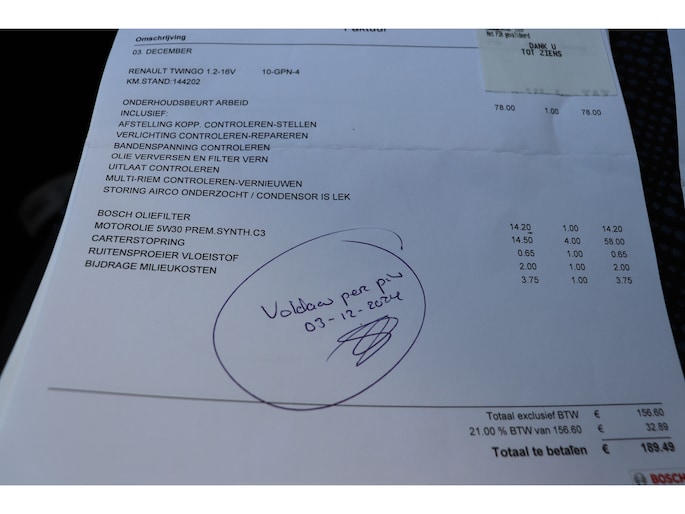 Faktuur
Omschrijving
DANK U
TOT ZIENS
03. DECEMBER
RENAULT TWINGO 1.2-16V 10-GPN-4
KM.STAND:144202
ONDERHOUDSBEURT ARBEID 78.00 1.00 78.00
INCLUSIEF:
AFSTELLING KOPP. CONTROLEREN-STELLEN
VERLICHTING CONTROLEREN-REPAREREN
BANDENSPANNING CONTROLEREN
OLIE VERVERSEN EN FILTER VERN
UITLAAT CONTROLEREN
MULTI-RIEM CONTROLEREN-VERNIEUWEN
STORING AIRCO ONDERZOCHT / CONDENSOR IS LEK
BOSCH OLIEFILTER 14.20 1.00 14.20
MOTOROLIE 5W30 PREM.SYNTH.C3 14.50 4.00 58.00
CARTERSTOPRING 0.65 1.00 0.65
RUITENSPROEIER VLOEISTOF 2.00 1.00 2.00
BIJDRAGE MILIEUKOSTEN 3.75 1.00 3.75
Voldaan per pin
03-12-2024
Totaal exclusief BTW € 156.60
21.00 % BTW van 156.60 € 32.89
Totaal te betalen € 189.49
BOSCH